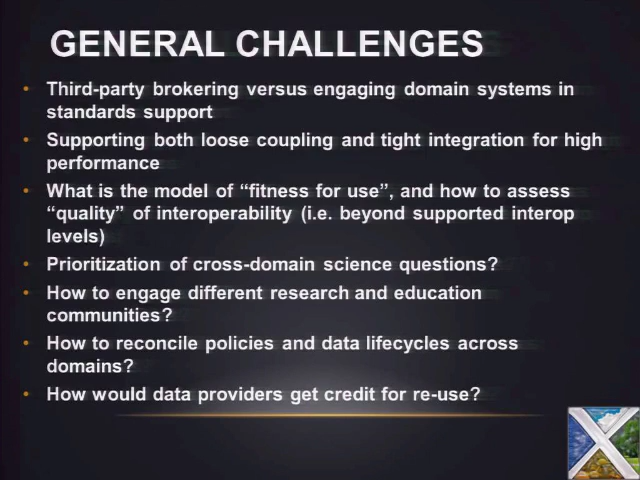 GENERAL CHALLENGES
• Third-party brokering versus engaging domain systems in
standards support
• Supporting both loose coupling and tight integration for high
performance
• What is the model of “fitness for use”, and how to assess
“quality” of interoperability (i.e. beyond supported interop
levels)
• Prioritization of cross-domain science questions?
• How to engage different research and education
communities?
• How to reconcile policies and data lifecycles across
domains?
• How would data providers get credit for re-use?